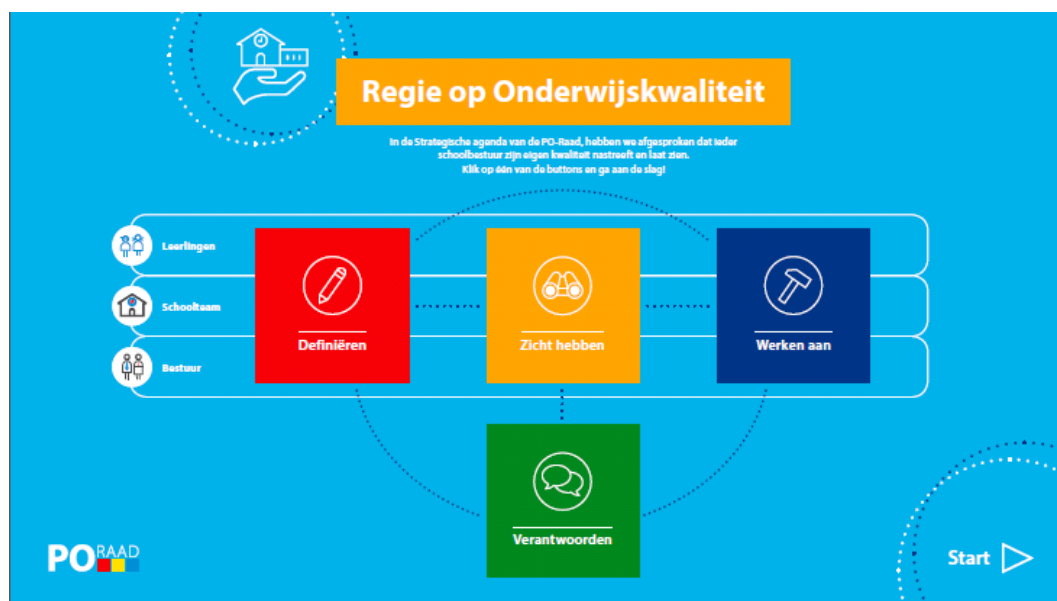 Regie op Onderwijskwaliteit
In de Strategische agenda van de PO-Raad, hebben we afgesproken dat ieder
schoolbestuur zijn eigen kwaliteit nastreeft en laat zien.
Klik op één van de buttons en ga aan de slag!
Leerlingen
Schoolteam
Bestuur
Definiëren
Zicht hebben
Werken aan
Verantwoorden
PO RAAD
Start